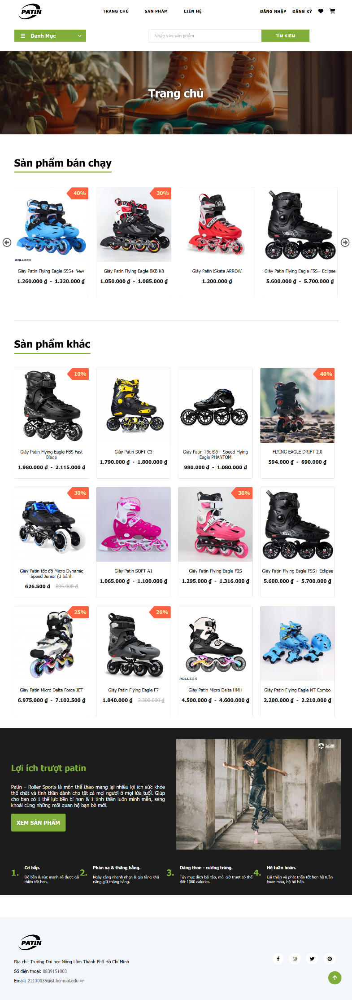 PATIN
TRANG CHỦ
SẢN PHẨM
LIÊN HỆ
ĐĂNG NHẬP
ĐĂNG KÝ
Danh Mục
Nhập vào sản phẩm
TÌM KIẾM
Trang chủ
Sản phẩm bán chạy
40%
30%
ROLLERX
Giày Patin Flying Eagle S5S+ New
1.260.000 ₫ - 1.320.000 ₫
Giày Patin Flying Eagle BKB K8
1.050.000 ₫ - 1.085.000 ₫
Giày Patin iSkate ARROW
1.200.000 ₫
Giày Patin Flying Eagle F5S+ Eclipse
5.600.000 ₫ - 5.700.000 ₫
Sản phẩm khác
10%
40%
Giày Patin Flying Eagle FBS Fast
Blade
1.980.000 ₫ - 2.115.000 ₫
Giày Patin SOFT C3
1.790.000 ₫ - 1.800.000 ₫
Giày Patin Tốc Độ – Speed Flying
Eagle PHANTOM
980.000 ₫ - 1.080.000 ₫
FLYING EAGLE DRIFT 2.0
594.000 ₫ - 690.000 ₫
30%
30%
Giày Patin tốc độ Micro Dynamic
Speed Junior (3 bánh
626.500 ₫ 895.000 ₫
Giày Patin SOFT A1
1.065.000 ₫ - 1.100.000 ₫
Giày Patin Flying Eagle F2S
1.295.000 ₫ - 1.316.000 ₫
Giày Patin Flying Eagle F5S+ Eclipse
5.600.000 ₫ - 5.700.000 ₫
25%
20%
ROLLERX
Giày Patin Micro Delta Force JET
6.975.000 ₫ - 7.102.500 ₫
Giày Patin Flying Eagle F7
1.840.000 ₫ 2.300.000 ₫
Giày Patin Micro Delta HMH
4.500.000 ₫ - 4.600.000 ₫
Giày Patin Flying Eagle NT Combo
2.200.000 ₫ - 2.210.000 ₫
Lợi ích trượt patin
Patin – Roller Sports là môn thể thao mang lại nhiều lợi ích sức khỏe
thể chất và tinh thần dành cho tất cả mọi người ở mọi lứa tuổi. Giúp
cho bạn có 1 thể lực bền bỉ hơn & 1 tinh thần luôn minh mẫn, sảng
khoái cùng những mối quan hệ bạn bè mới.
XEM SẢN PHẨM
1.
Cơ bắp.
Độ bền & sức mạnh sẽ được cải
thiện tốt hơn.
2.
Phản xạ & thăng bằng.
Ngày càng nhanh nhẹn & gia tăng khả
năng giữ thăng bằng.
3.
Dáng thon - cường tráng.
Tùy mục đích bài tập, mỗi giờ trượt có thể
đốt 1060 calories.
4.
Hệ tuần hoàn.
Cải thiện và phát triển tốt hơn hệ tuần
hoàn máu, hệ hô hấp.
PATIN
Địa chỉ: Trường Đại học Nông Lâm Thành Phố Hồ Chí Minh
Số điện thoại: 0839151003
Email: 21130035@st.hcmuaf.edu.vn